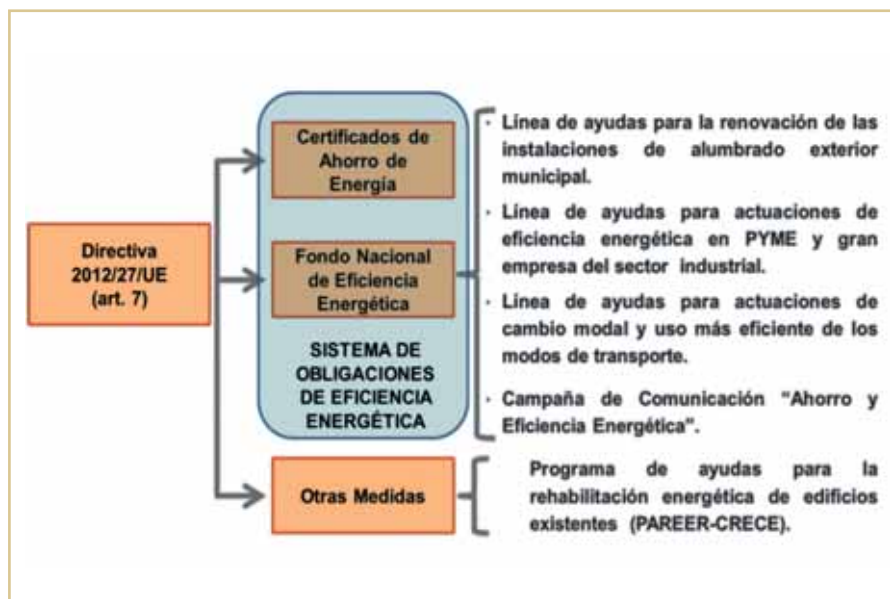 Directiva
2012/27/UE
(art. 7)
Certificados de
Ahorro de
Energía
Fondo Nacional
de Eficiencia
Energética
SISTEMA DE
OBLIGACIONES
DE EFICIENCIA
ENERGÉTICA
Otras Medidas
· Línea de ayudas para la renovación de las
instalaciones de alumbrado exterior
municipal.
· Línea de ayudas para actuaciones de
eficiencia energética en PYME y gran
empresa del sector industrial.
· Línea de ayudas para actuaciones de
cambio modal y uso más eficiente de los
modos de transporte.
· Campaña de Comunicación "Ahorro y
Eficiencia Energética".
Programa de ayudas para la
rehabilitación energética de edificios
existentes (PAREER-CRECE).